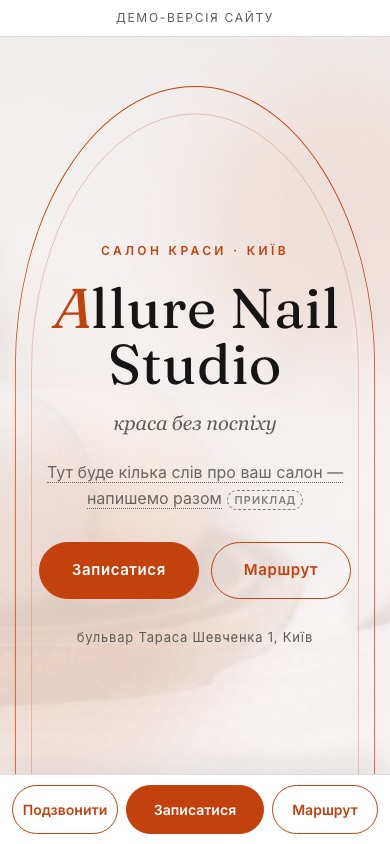 ДЕМО-ВЕРСІЯ САЙТУ
САЛОН КРАСИ · КИЇВ
Allure Nail
Studio
краса без поспіху
Тут буде кілька слів про ваш салон —
напишемо разом ПРИКЛАД
Записатися
Маршрут
бульвар Тараса Шевченка 1, Київ
Подзвонити
Записатися
Маршрут